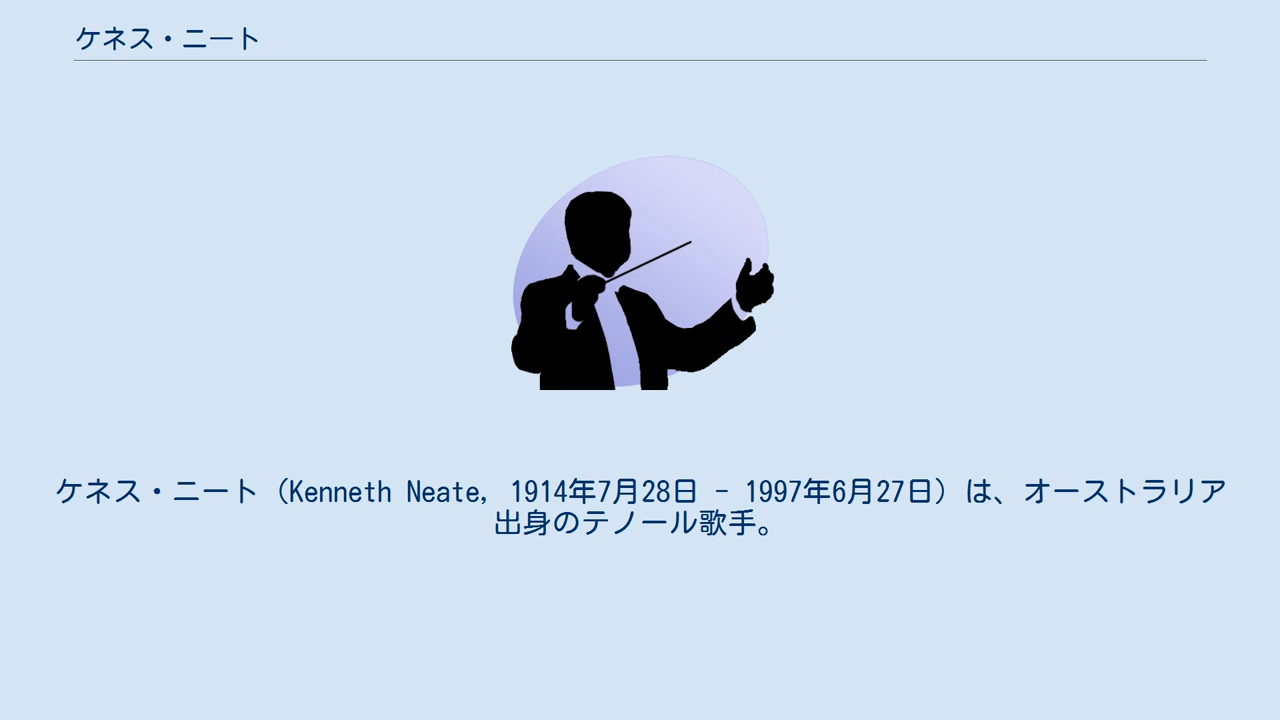 ケネス・ニート
ケネス・ニート（Kenneth Neate, 1914年7月28日 - 1997年6月27日）は、オーストラリア
出身のテノール歌手。